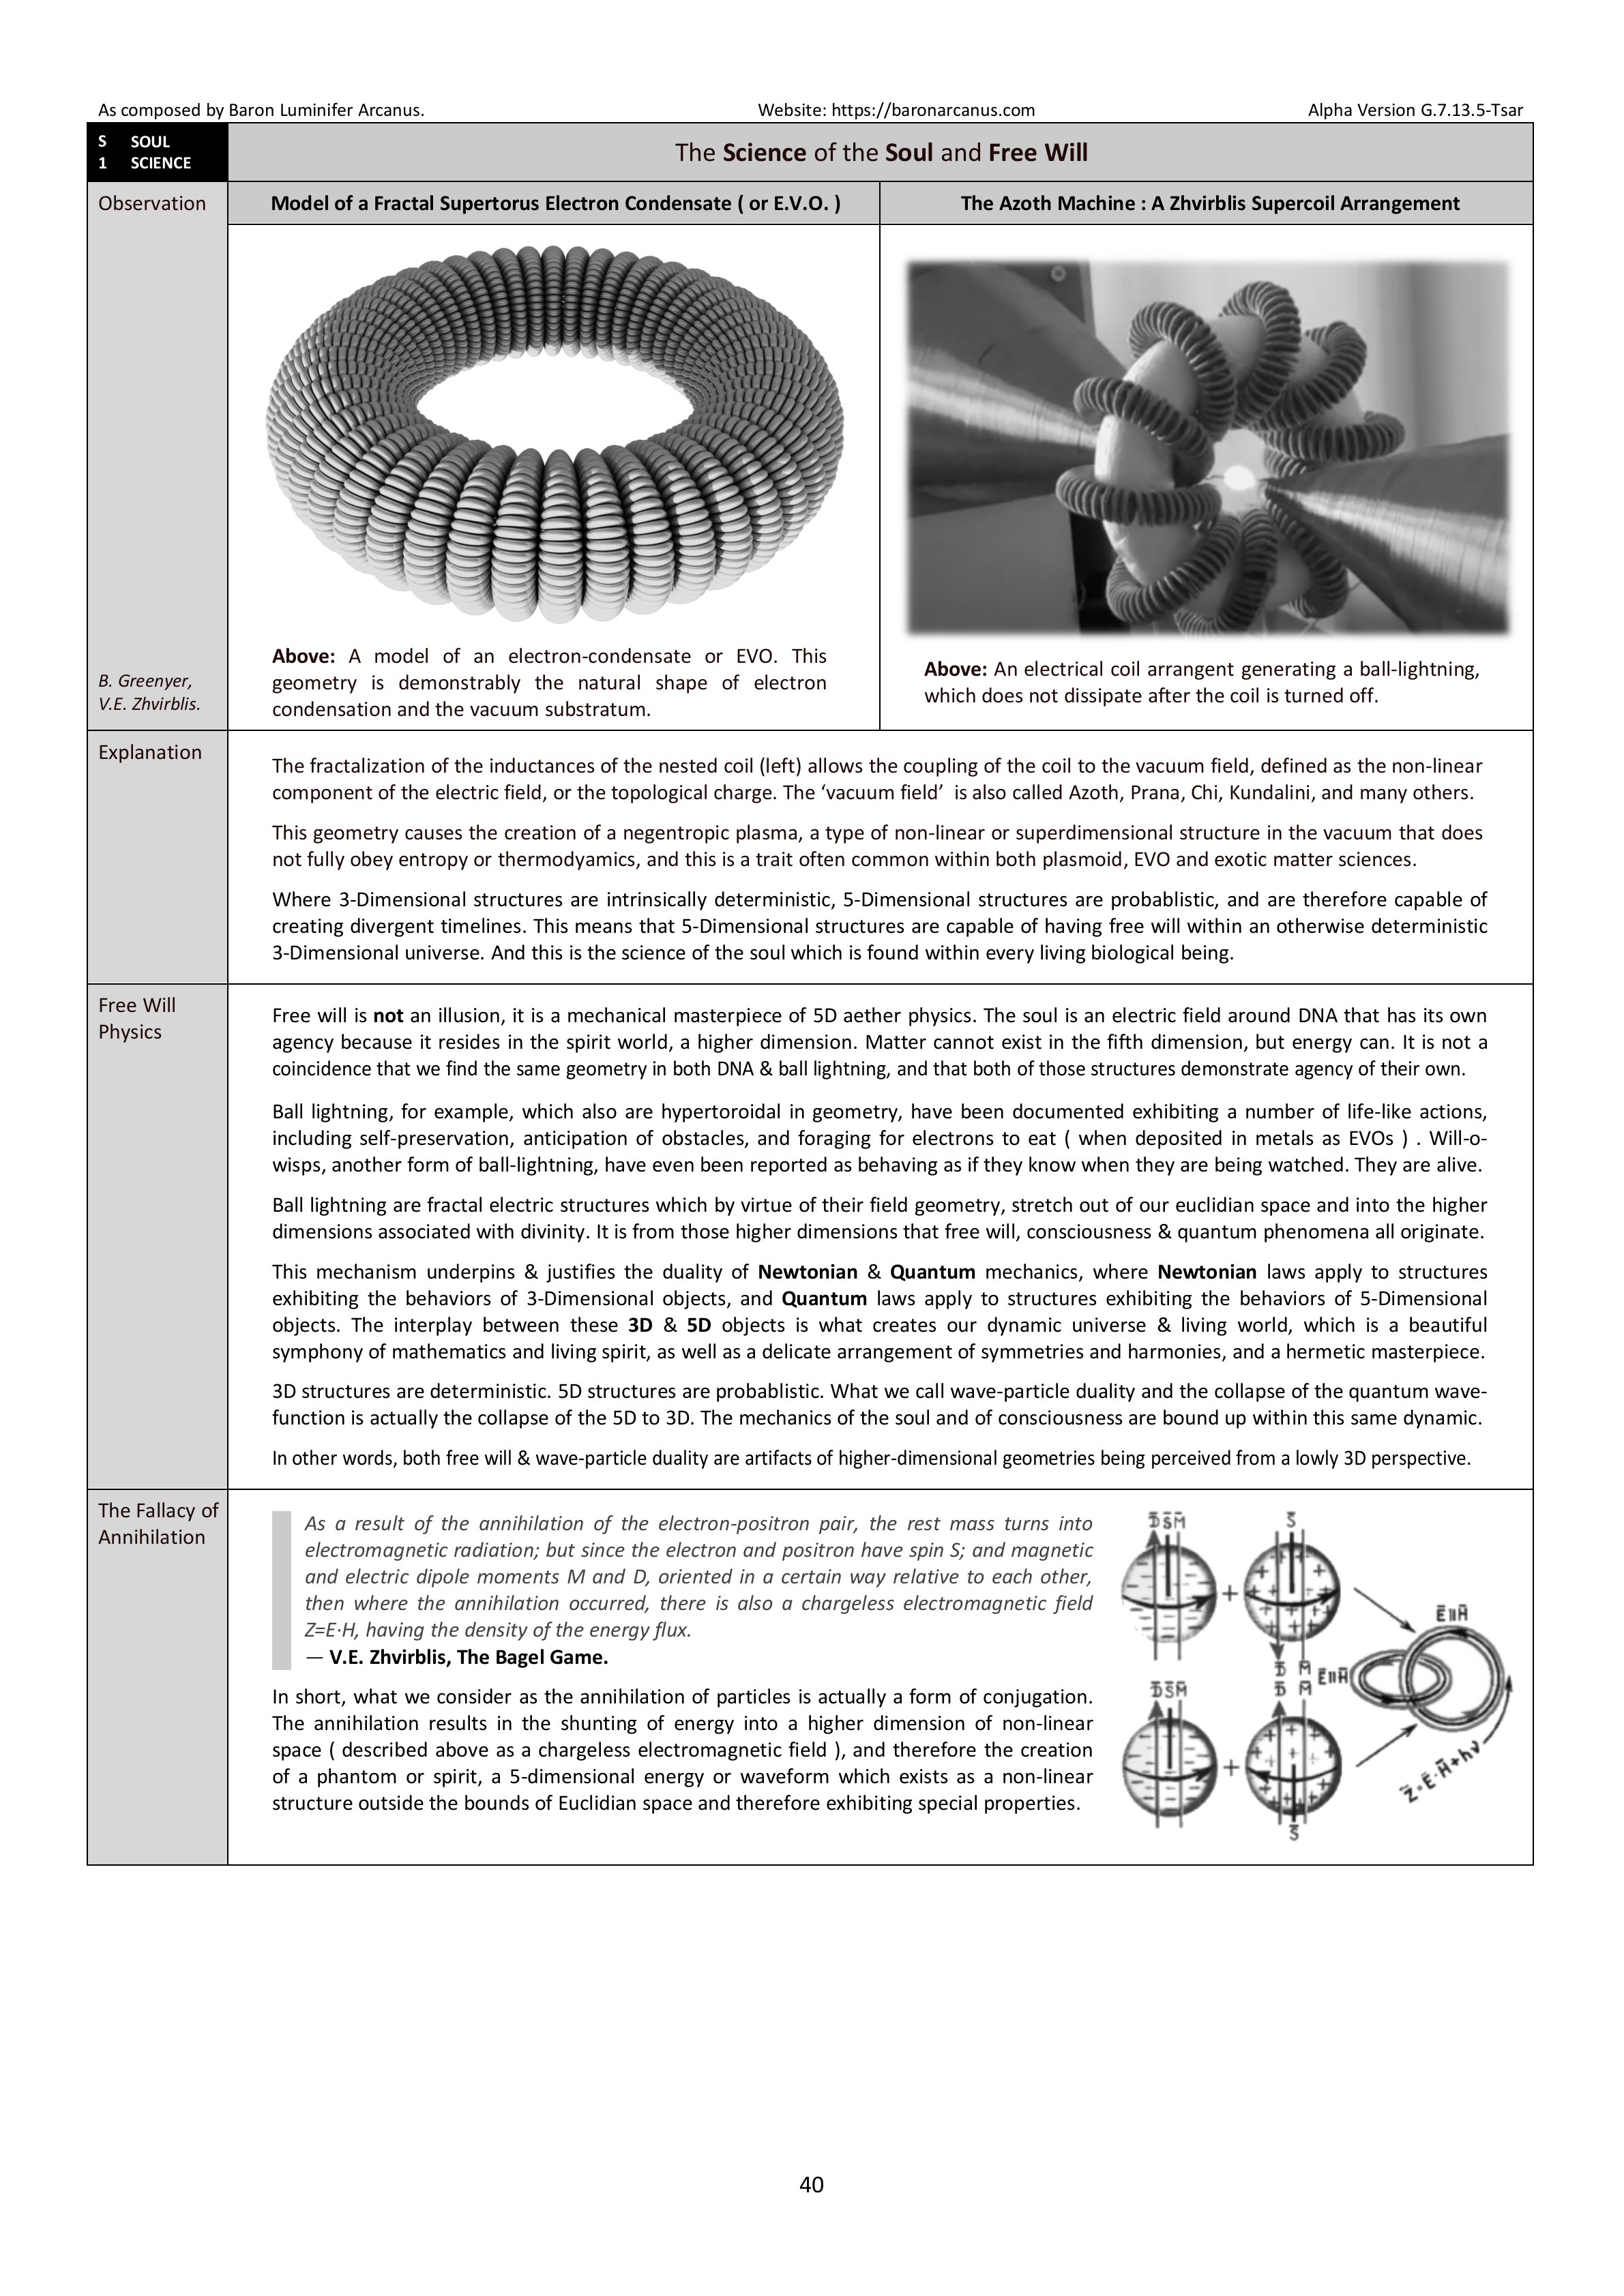 As composed by Baron Luminifer Arcanus.
Website: https://baronarcanus.com
Alpha Version G.7.13.5-Tsar
S SOUL
1 SCIENCE
The Science of the Soul and Free Will
Observation
Model of a Fractal Supertorus Electron Condensate ( or E.V.O. )
The Azoth Machine : A Zhvirblis Supercoil Arrangement
B. Greenyer,
V.E. Zhvirblis.
Above: A model of an electron-condensate or EVO. This
geometry is demonstrably the natural shape of electron
condensation and the vacuum substratum.
Above: An electrical coil arrangent generating a ball-lightning,
which does not dissipate after the coil is turned off.
Explanation
The fractalization of the inductances of the nested coil (left) allows the coupling of the coil to the vacuum field, defined as the non-linear
component of the electric field, or the topological charge. The ‘vacuum field’ is also called Azoth, Prana, Chi, Kundalini, and many others.
This geometry causes the creation of a negentropic plasma, a type of non-linear or superdimensional structure in the vacuum that does
not fully obey entropy or thermodyamics, and this is a trait often common within both plasmoid, EVO and exotic matter sciences.
Where 3-Dimensional structures are intrinsically deterministic, 5-Dimensional structures are probablistic, and are therefore capable of
creating divergent timelines. This means that 5-Dimensional structures are capable of having free will within an otherwise deterministic
3-Dimensional universe. And this is the science of the soul which is found within every living biological being.
Free Will
Physics
Free will is not an illusion, it is a mechanical masterpiece of 5D aether physics. The soul is an electric field around DNA that has its own
agency because it resides in the spirit world, a higher dimension. Matter cannot exist in the fifth dimension, but energy can. It is not a
coincidence that we find the same geometry in both DNA & ball lightning, and that both of those structures demonstrate agency of their own.
Ball lightning, for example, which also are hypertoroidal in geometry, have been documented exhibiting a number of life-like actions,
including self-preservation, anticipation of obstacles, and foraging for electrons to eat ( when deposited in metals as EVOs ) . Will-o-
wisps, another form of ball-lightning, have even been reported as behaving as if they know when they are being watched. They are alive.
Ball lightning are fractal electric structures which by virtue of their field geometry, stretch out of our euclidian space and into the higher
dimensions associated with divinity. It is from those higher dimensions that free will, consciousness & quantum phenomena all originate.
This mechanism underpins & justifies the duality of Newtonian & Quantum mechanics, where Newtonian laws apply to structures
exhibiting the behaviors of 3-Dimensional objects, and Quantum laws apply to structures exhibiting the behaviors of 5-Dimensional
objects. The interplay between these 3D & 5D objects is what creates our dynamic universe & living world, which is a beautiful
symphony of mathematics and living spirit, as well as a delicate arrangement of symmetries and harmonies, and a hermetic masterpiece.
3D structures are deterministic. 5D structures are probablistic. What we call wave-particle duality and the collapse of the quantum wave-
function is actually the collapse of the 5D to 3D. The mechanics of the soul and of consciousness are bound up within this same dynamic.
In other words, both free will & wave-particle duality are artifacts of higher-dimensional geometries being perceived from a lowly 3D perspective.
The Fallacy of
Annihilation
As a result of the annihilation of the electron-positron pair, the rest mass turns into
electromagnetic radiation; but since the electron and positron have spin S; and magnetic
and electric dipole moments M and D, oriented in a certain way relative to each other,
then where the annihilation occurred, there is also a chargeless electromagnetic field
Z=E·H, having the density of the energy flux.
— V.E. Zhvirblis, The Bagel Game.
In short, what we consider as the annihilation of particles is actually a form of conjugation.
The annihilation results in the shunting of energy into a higher dimension of non-linear
space ( described above as a chargeless electromagnetic field ), and therefore the creation
of a phantom or spirit, a 5-dimensional energy or waveform which exists as a non-linear
structure outside the bounds of Euclidian space and therefore exhibiting special properties.
D̄ S̄ M̄
S̄
+
D̄ M̄
Ē||H̄
Ē||H̄
D̄ S̄ M̄
D̄ M̄
+
S̄
Z̄=Ē·H̄+hν
40